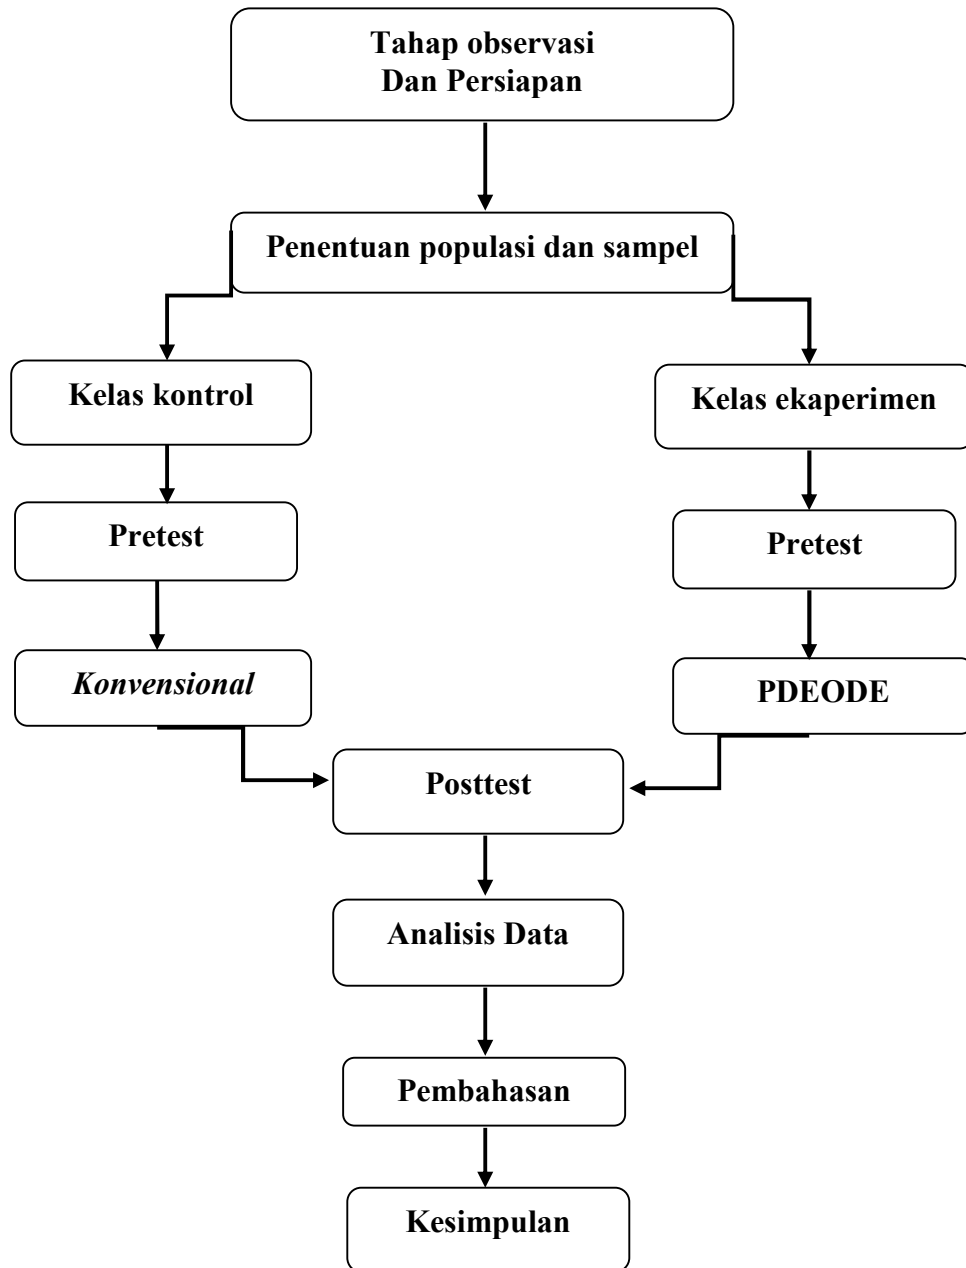 Tahap observasi
Dan Persiapan
Penentuan populasi dan sampel
Kelas kontrol
Kelas ekaperimen
Pretest
Pretest
Konvensional
PDEODE
Posttest
Analisis Data
Pembahasan
Kesimpulan